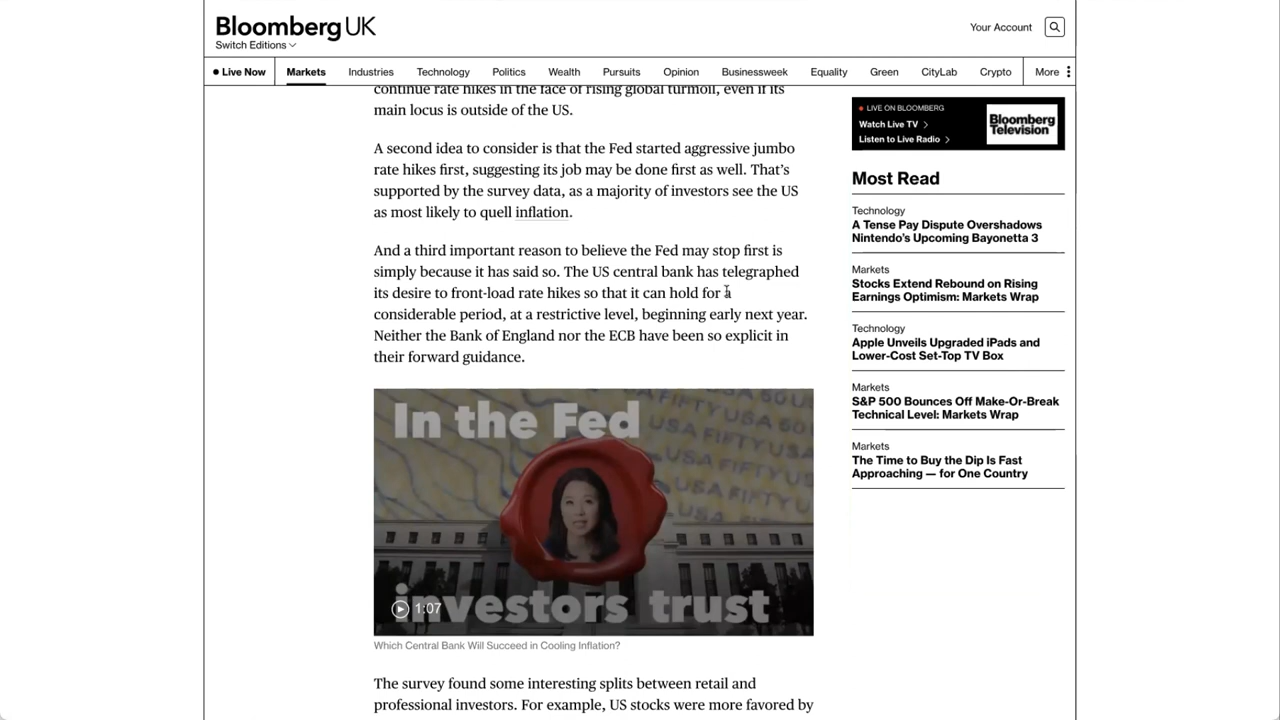 Bloomberg UK
Switch Editions
Your Account
Live Now
Markets
Industries
Technology
Politics
Wealth
Pursuits
Opinion
Businessweek
Equality
Green
CityLab
Crypto
More
continue rate hikes in the face of rising global turmoil, even if its
main locus is outside of the US.
A second idea to consider is that the Fed started aggressive jumbo
rate hikes first, suggesting its job may be done first as well. That's
supported by the survey data, as a majority of investors see the US
as most likely to quell inflation.
And a third important reason to believe the Fed may stop first is
simply because it has said so. The US central bank has telegraphed
its desire to front-load rate hikes so that it can hold for a
considerable period, at a restrictive level, beginning early next year.
Neither the Bank of England nor the ECB have been so explicit in
their forward guidance.
In the Fed
USA FIFTY USA
USA FIFTY
investors trust
1:07
Which Central Bank Will Succeed in Cooling Inflation?
The survey found some interesting splits between retail and
professional investors. For example, US stocks were more favored by
LIVE ON BLOOMBERG
Watch Live TV
Listen to Live Radio
Bloomberg
Television
Most Read
Technology
A Tense Pay Dispute Overshadows
Nintendo's Upcoming Bayonetta 3
Markets
Stocks Extend Rebound on Rising
Earnings Optimism: Markets Wrap
Technology
Apple Unveils Upgraded iPads and
Lower-Cost Set-Top TV Box
Markets
S&P 500 Bounces Off Make-Or-Break
Technical Level: Markets Wrap
Markets
The Time to Buy the Dip Is Fast
Approaching — for One Country